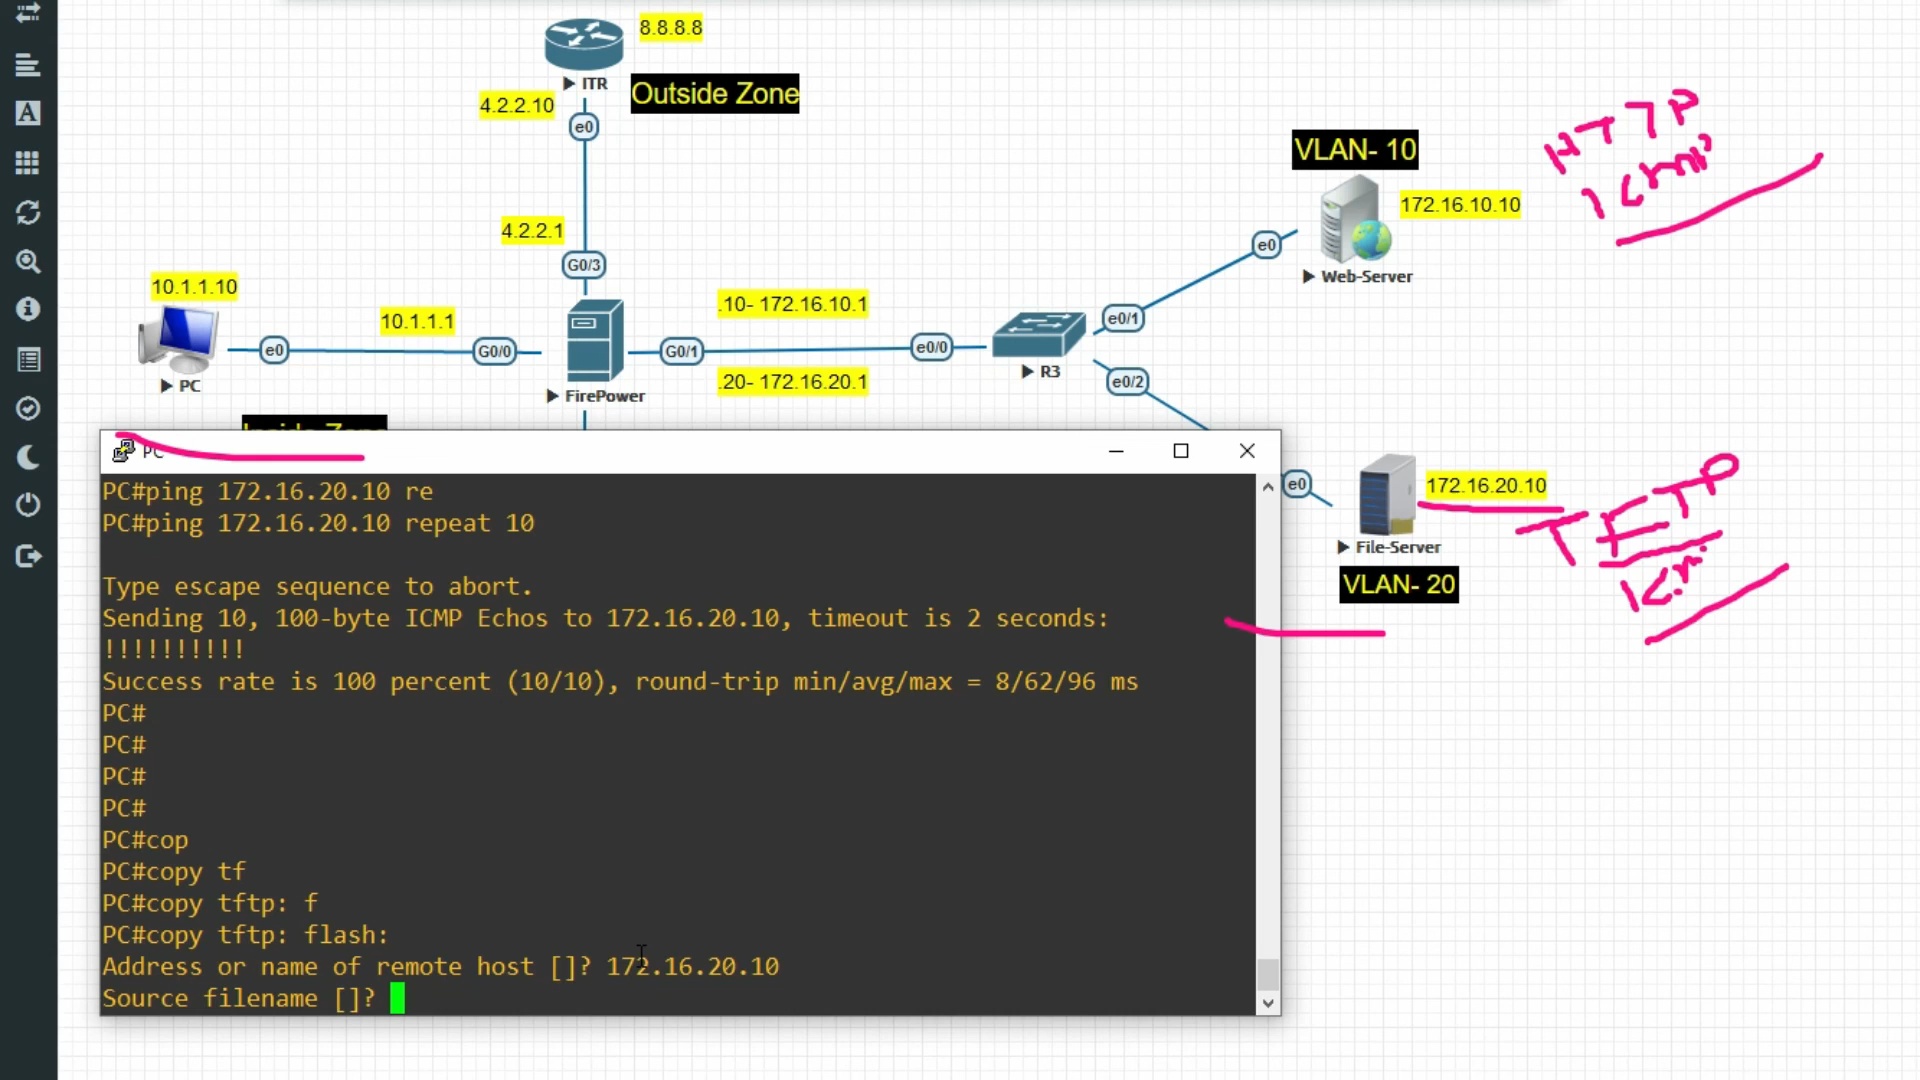 8.8.8.8
ITR
Outside Zone
4.2.2.10
e0
VLAN- 10
HTTP
ICMP
172.16.10.10
4.2.2.1
e0
Web-Server
G0/3
10.1.1.10
.10- 172.16.10.1
10.1.1.1
e0/1
e0
G0/0
G0/1
e0/0
R3
PC
FirePower
.20- 172.16.20.1
e0/2
Inside Zone
PC
e0
172.16.20.10
TFTP
File-Server
VLAN- 20
PC#ping 172.16.20.10 re
PC#ping 172.16.20.10 repeat 10
Type escape sequence to abort.
Sending 10, 100-byte ICMP Echos to 172.16.20.10, timeout is 2 seconds:
!!!!!!!!!!
Success rate is 100 percent (10/10), round-trip min/avg/max = 8/62/96 ms
PC#
PC#
PC#
PC#
PC#cop
PC#copy tf
PC#copy tftp: f
PC#copy tftp: flash:
Address or name of remote host []? 172.16.20.10
Source filename []?